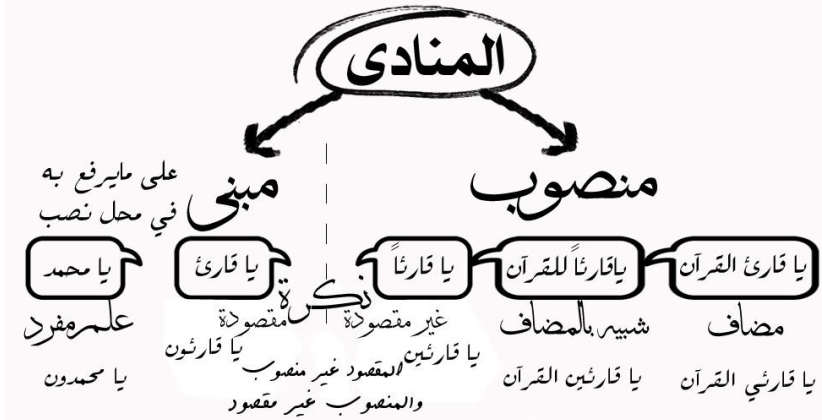 المنادى
منصوب
مبنى
على مايرفع به
في محل نصب
يا قارئ القرآن
ياقارئاً للقرآن
يا قارئاً
يا قارئ
يا محمد
نكرة
مضاف
شبيه بالمضاف
غير مقصودة
مقصودة
علم مفرد
يا قارئي القرآن
يا قارئين القرآن
يا قارئين
يا قارئون
يا محمدون
المقصود غير منصوب
والمنصوب غير مقصود